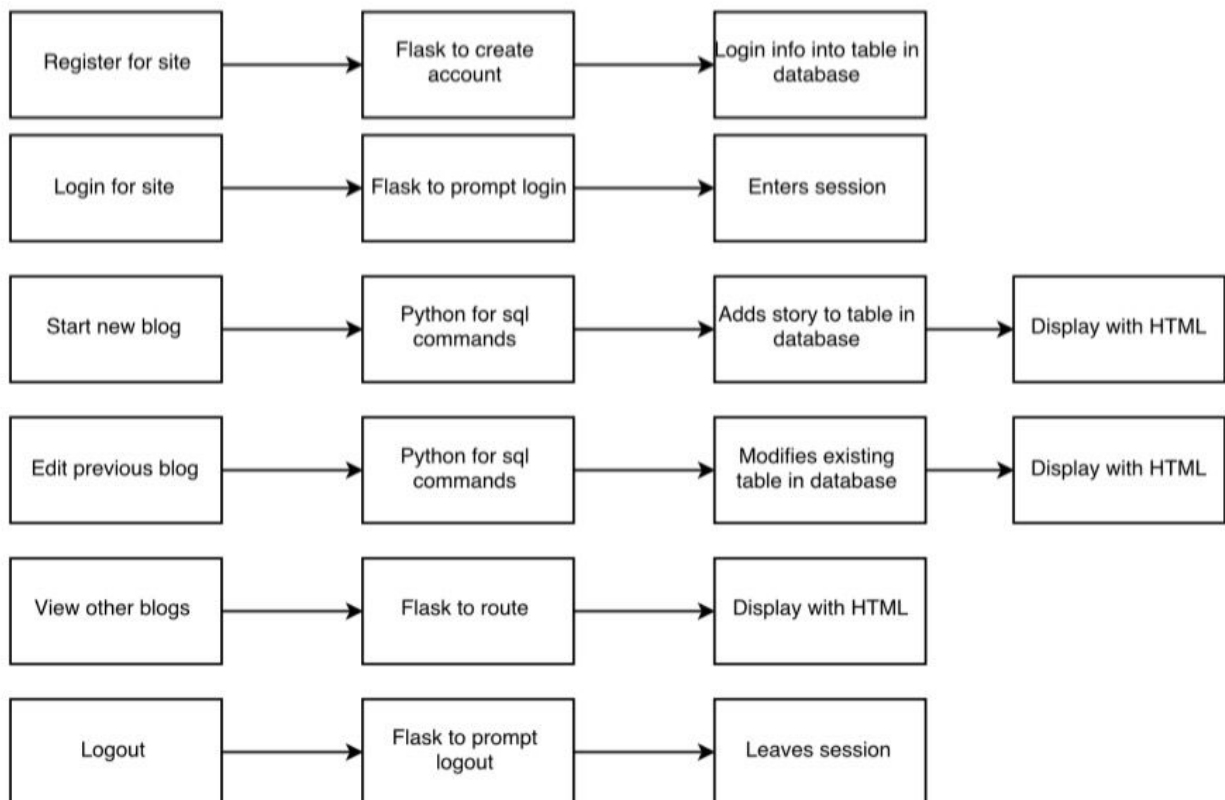 Register for site
Flask to create
account
Login info into table in
database
Login for site
Flask to prompt login
Enters session
Start new blog
Python for sql
commands
Adds story to table in
database
Display with HTML
Edit previous blog
Python for sql
commands
Modifies existing
table in database
Display with HTML
View other blogs
Flask to route
Display with HTML
Logout
Flask to prompt
logout
Leaves session